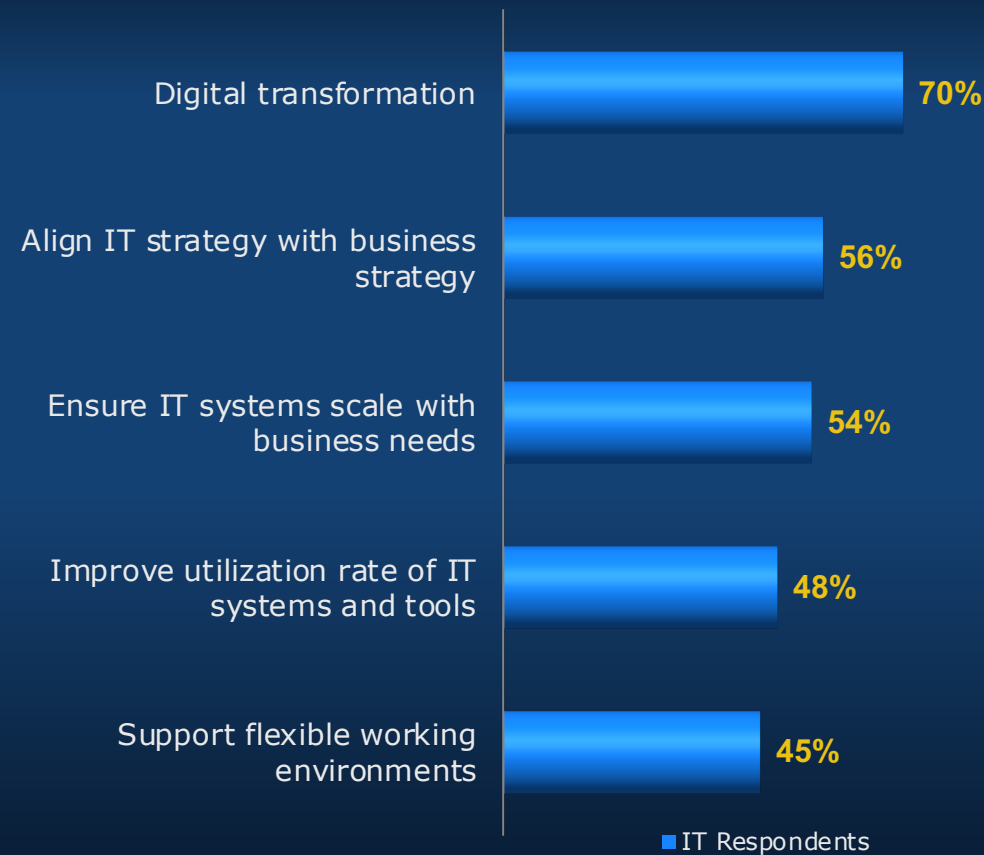 Digital transformation
70%
Align IT strategy with business
strategy
56%
Ensure IT systems scale with
business needs
54%
Improve utilization rate of IT
systems and tools
48%
Support flexible working
environments
45%
IT Respondents